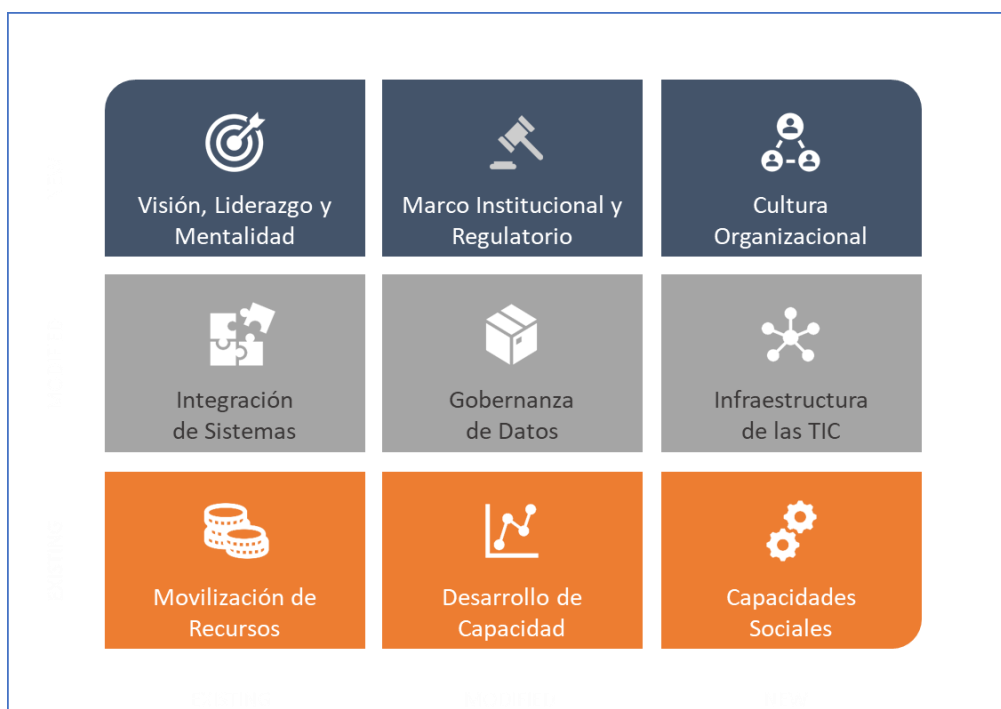 Visión, Liderazgo y
Mentalidad
Marco Institucional y
Regulatorio
Cultura
Organizacional
Integración
de Sistemas
Gobernanza
de Datos
Infraestructura
de las TIC
Movilización de
Recursos
Desarrollo de
Capacidad
Capacidades
Sociales